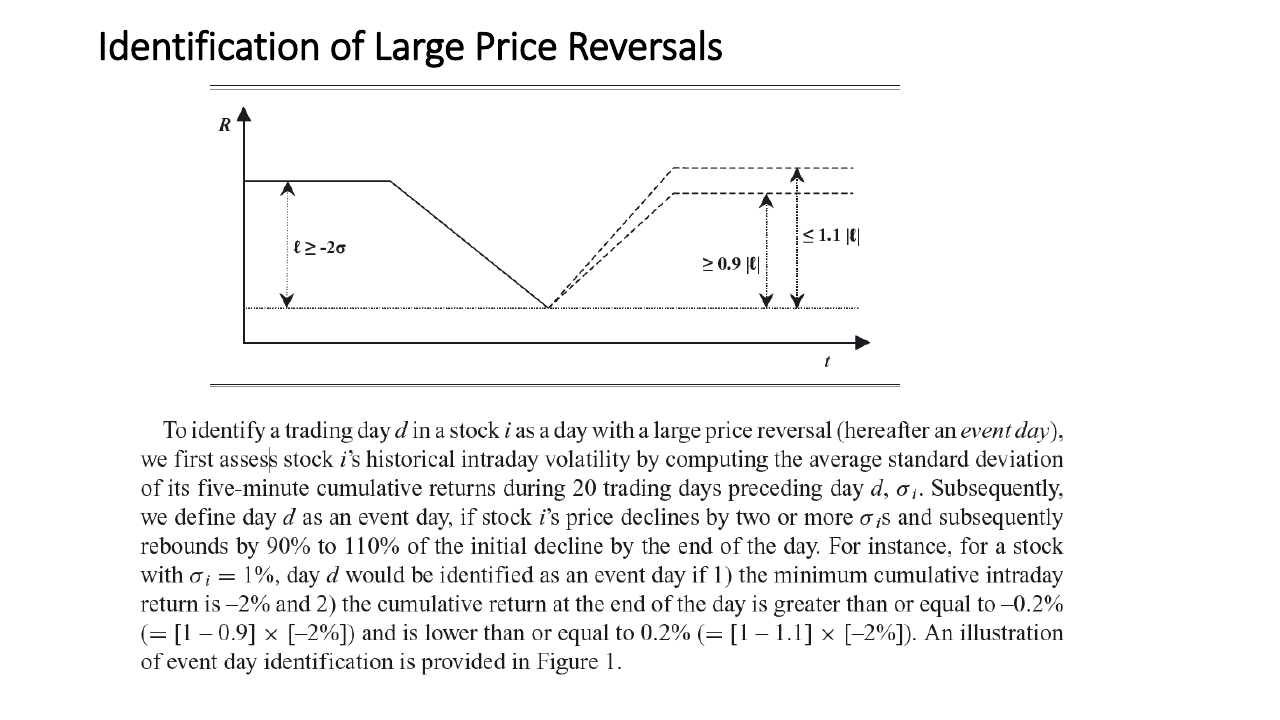 Identification of Large Price Reversals
R
ℓ ≥ -2σ
≤ 1.1 |ℓ|
≥ 0.9 |ℓ|
t
To identify a trading day d in a stock i as a day with a large price reversal (hereafter an event day),
we first assess stock i’s historical intraday volatility by computing the average standard deviation
of its five-minute cumulative returns during 20 trading days preceding day d, σᵢ. Subsequently,
we define day d as an event day, if stock i’s price declines by two or more σᵢs and subsequently
rebounds by 90% to 110% of the initial decline by the end of the day. For instance, for a stock
with σᵢ = 1%, day d would be identified as an event day if 1) the minimum cumulative intraday
return is –2% and 2) the cumulative return at the end of the day is greater than or equal to –0.2%
(= [1 – 0.9] × [–2%]) and is lower than or equal to 0.2% (= [1 – 1.1] × [–2%]). An illustration
of event day identification is provided in Figure 1.